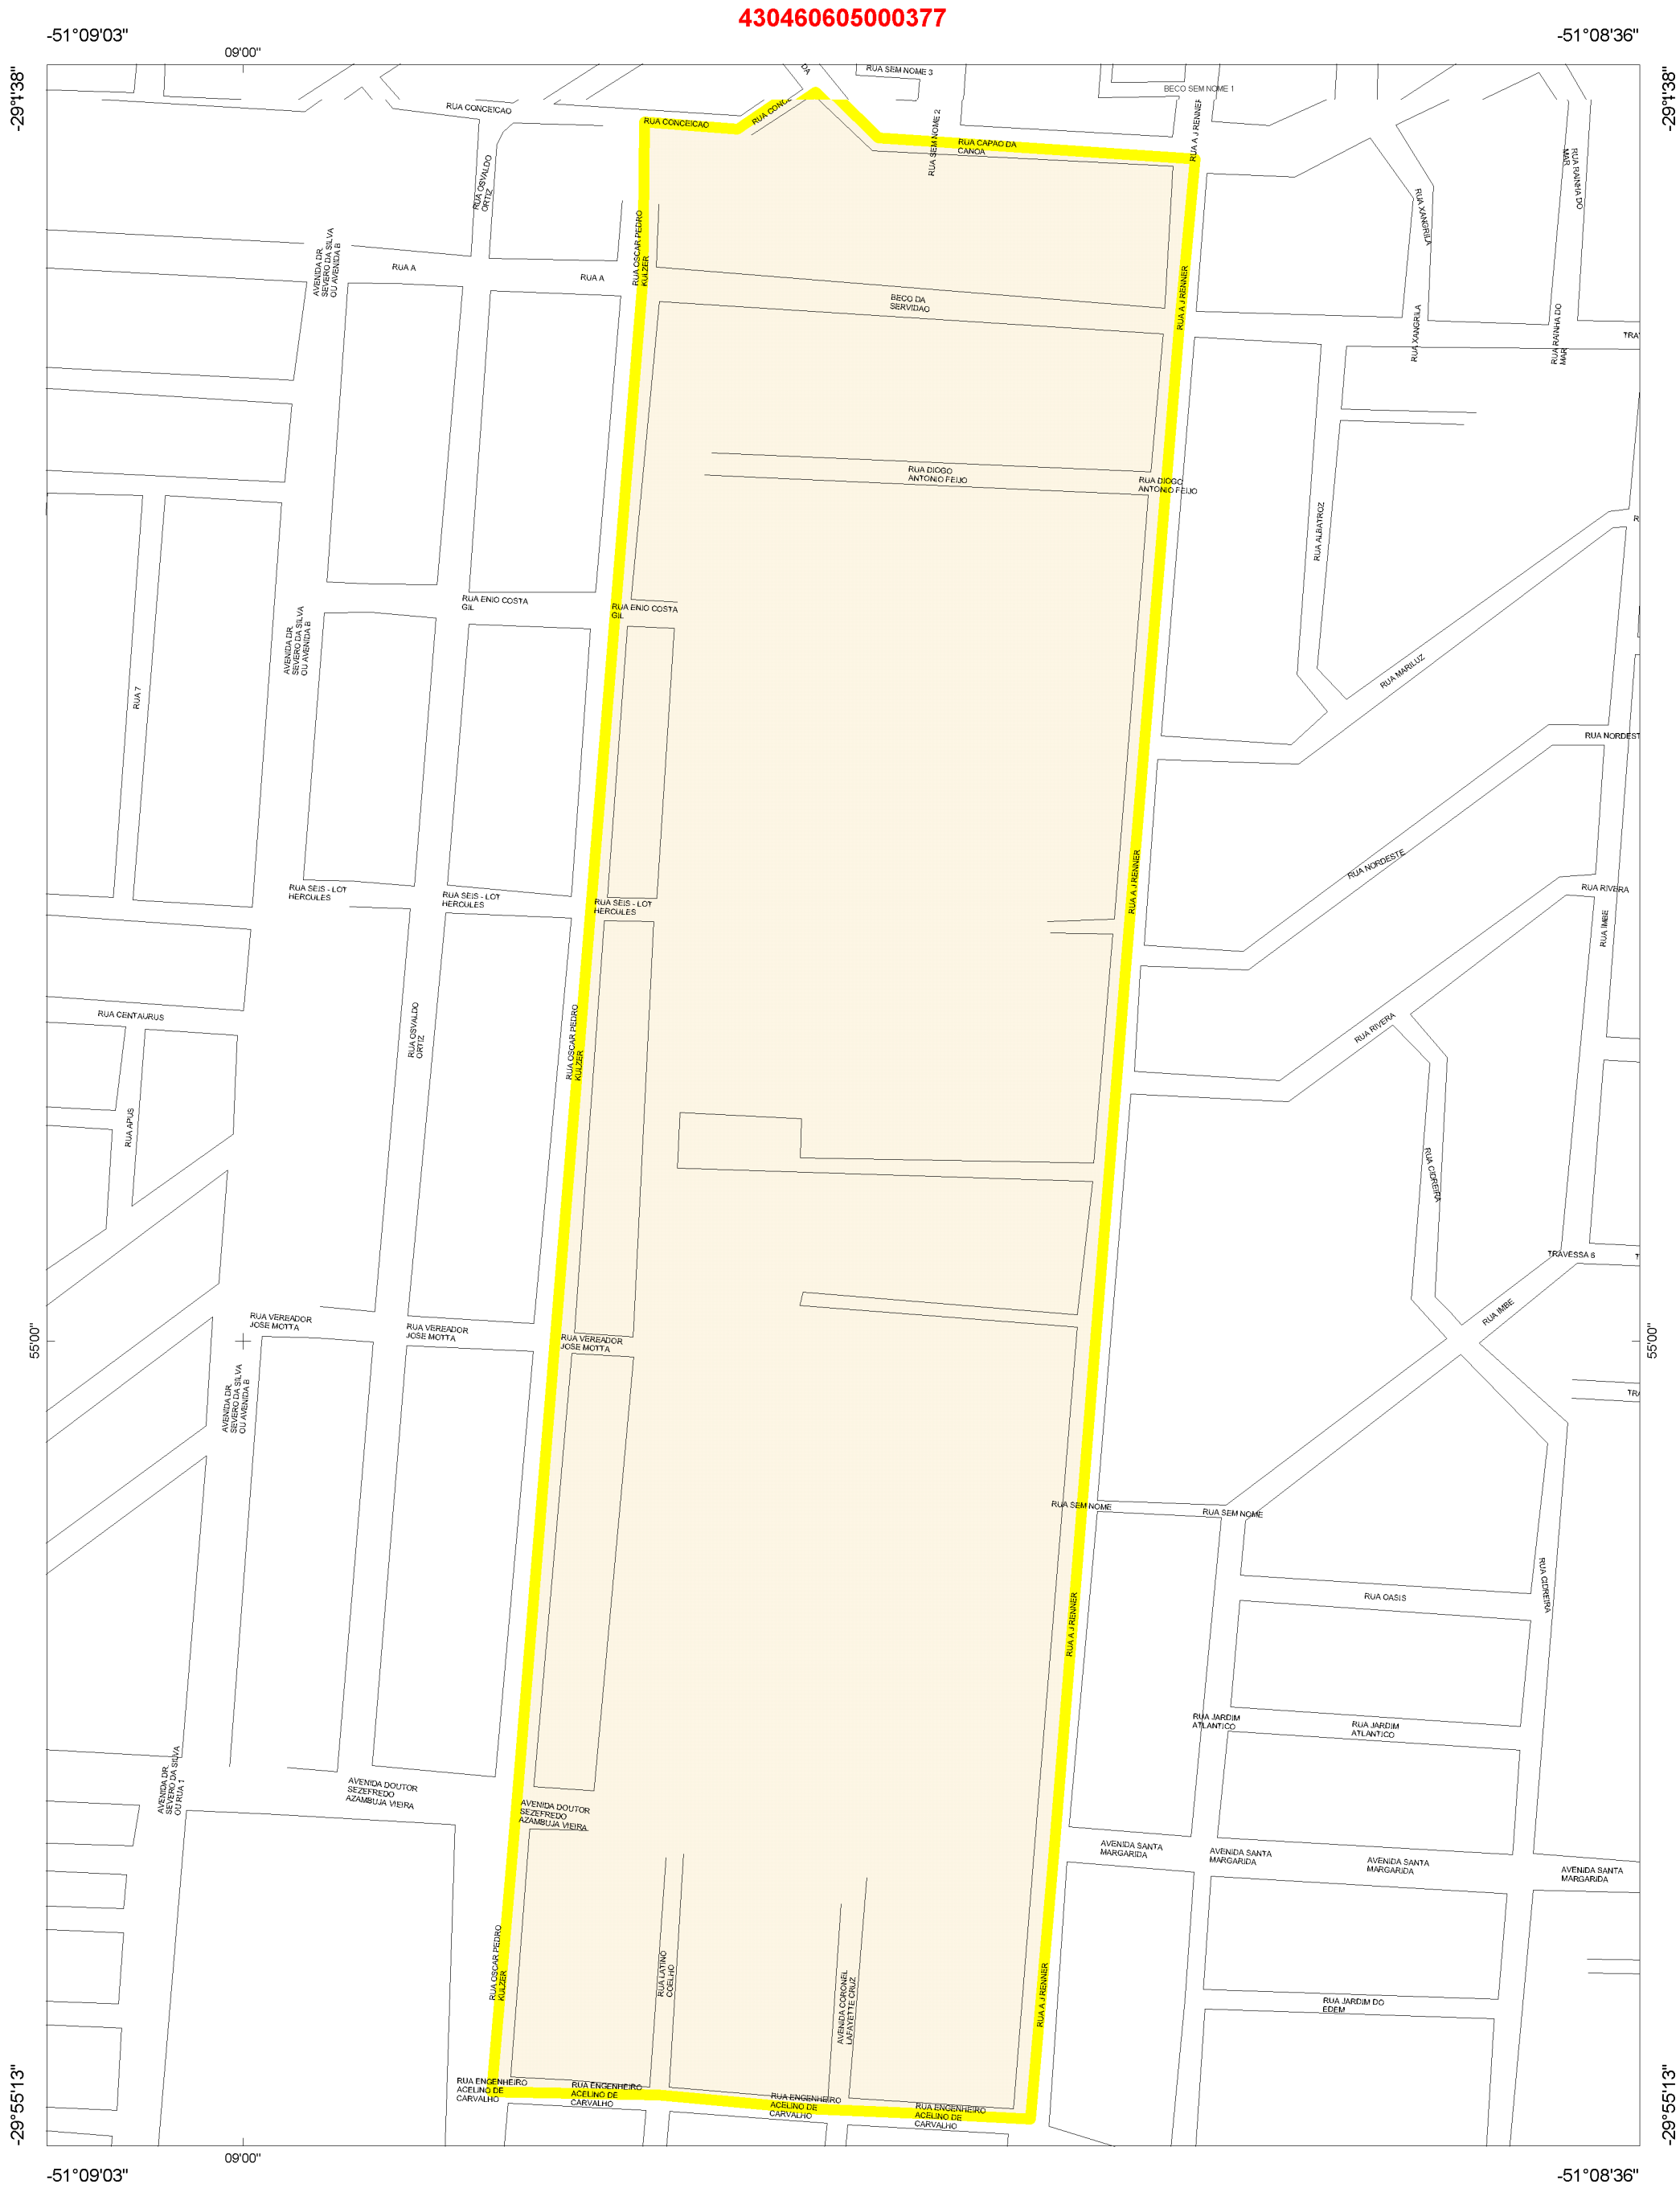 430460605000377
-51°09'03"
09'00"
-51°08'36"
-29°54'38"
-29°54'38"
DA
RUA SEM NOME 3
BECO SEM NOME 1
RUA CONCEICAO
RUA CONCEICAO
RUA CONCE
RUA SEM NOME 2
RUA CAPAO DA
CANOA
RUA A J RENNER
RUA RAINHA DO
MAR
RUA OSVALDO
ORTIZ
RUA XANGRILA
AVENIDA DR.
SEVERO DA SILVA
OU AVENIDA B
RUA A
RUA A
RUA OSCAR PEDRO
KULZER
BECO DA
SERVIDAO
RUA A J RENNER
RUA XANGRILA
RUA RAINHA DO
MAR
TRA
RUA DIOGO
ANTONIO FEIJO
RUA DIOGO
ANTONIO FEIJO
RUA ALBATROZ
R
RUA ENIO COSTA
GIL
RUA ENIO COSTA
GIL
AVENIDA DR.
SEVERO DA SILVA
OU AVENIDA B
RUA 7
RUA MARILUZ
RUA NORDEST
RUA SEIS - LOT
HERCULES
RUA SEIS - LOT
HERCULES
RUA SEIS - LOT
HERCULES
RUA A J RENNER
RUA NORDESTE
RUA RIVERA
RUA IMBE
RUA CENTAURUS
RUA OSVALDO
ORTIZ
RUA OSCAR PEDRO
KULZER
RUA RIVERA
RUA APUS
RUA CIDREIRA
TRAVESSA 6
T
RUA IMBE
55'00"
RUA VEREADOR
JOSE MOTTA
RUA VEREADOR
JOSE MOTTA
RUA VEREADOR
JOSE MOTTA
55'00"
AVENIDA DR.
SEVERO DA SILVA
OU AVENIDA B
TRA
RUA SEM NOME
RUA SEM NOME
RUA CIDREIRA
RUA OASIS
RUA A J RENNER
RUA JARDIM
ATLANTICO
RUA JARDIM
ATLANTICO
AVENIDA DR.
SEVERO DA SILVA
OU RUA 1
AVENIDA DOUTOR
SEZEFREDO
AZAMBUJA VIEIRA
AVENIDA DOUTOR
SEZEFREDO
AZAMBUJA VIEIRA
AVENIDA SANTA
MARGARIDA
AVENIDA SANTA
MARGARIDA
AVENIDA SANTA
MARGARIDA
AVENIDA SANTA
MARGARIDA
RUA OSCAR PEDRO
KULZER
RUA LATINO
COELHO
AVENIDA CORONEL
LAFAYETTE CRUZ
RUA A J RENNER
RUA JARDIM DO
EDEM
RUA ENGENHEIRO
ACELINO DE
CARVALHO
RUA ENGENHEIRO
ACELINO DE
CARVALHO
RUA ENGENHEIRO
ACELINO DE
CARVALHO
RUA ENGENHEIRO
ACELINO DE
CARVALHO
-29°55'13"
-29°55'13"
-51°09'03"
09'00"
-51°08'36"